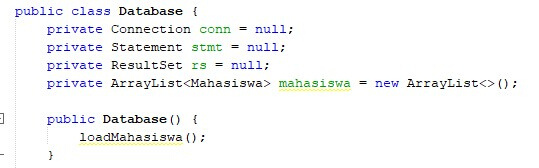 public class Database {
private Connection conn = null;
private Statement stmt = null;
private ResultSet rs = null;
private ArrayList<Mahasiswa> mahasiswa = new ArrayList<>();
public Database() {
loadMahasiswa();
}